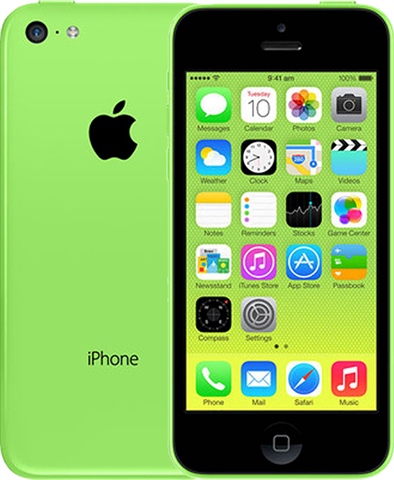 iPhone
9:41 am 100%
Tuesday
10
Messages Calendar Photos Camera
Weather Clock Maps Videos
Notes Reminders Stocks Game Center
Newsstand iTunes Store App Store Passbook
Compass Settings
Phone Mail Safari Music